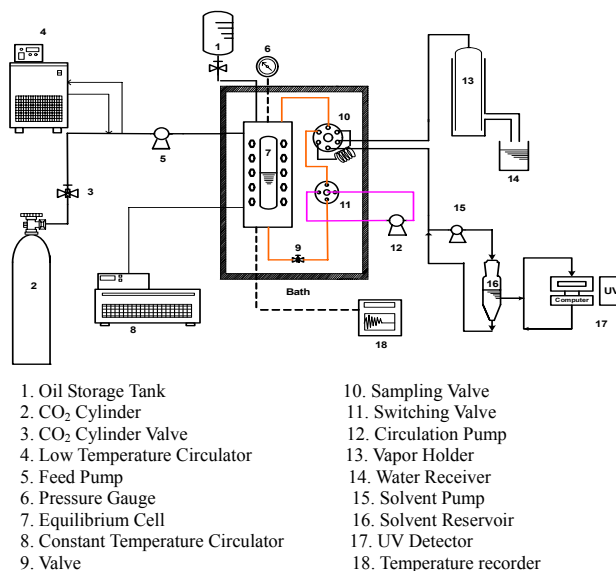 4
1
6
10
13
7
5
3
11
14
15
12
9
2
16
Bath
Computer
UV
8
18
17
1. Oil Storage Tank
2. CO₂ Cylinder
3. CO₂ Cylinder Valve
4. Low Temperature Circulator
5. Feed Pump
6. Pressure Gauge
7. Equilibrium Cell
8. Constant Temperature Circulator
9. Valve
10. Sampling Valve
11. Switching Valve
12. Circulation Pump
13. Vapor Holder
14. Water Receiver
15. Solvent Pump
16. Solvent Reservoir
17. UV Detector
18. Temperature recorder